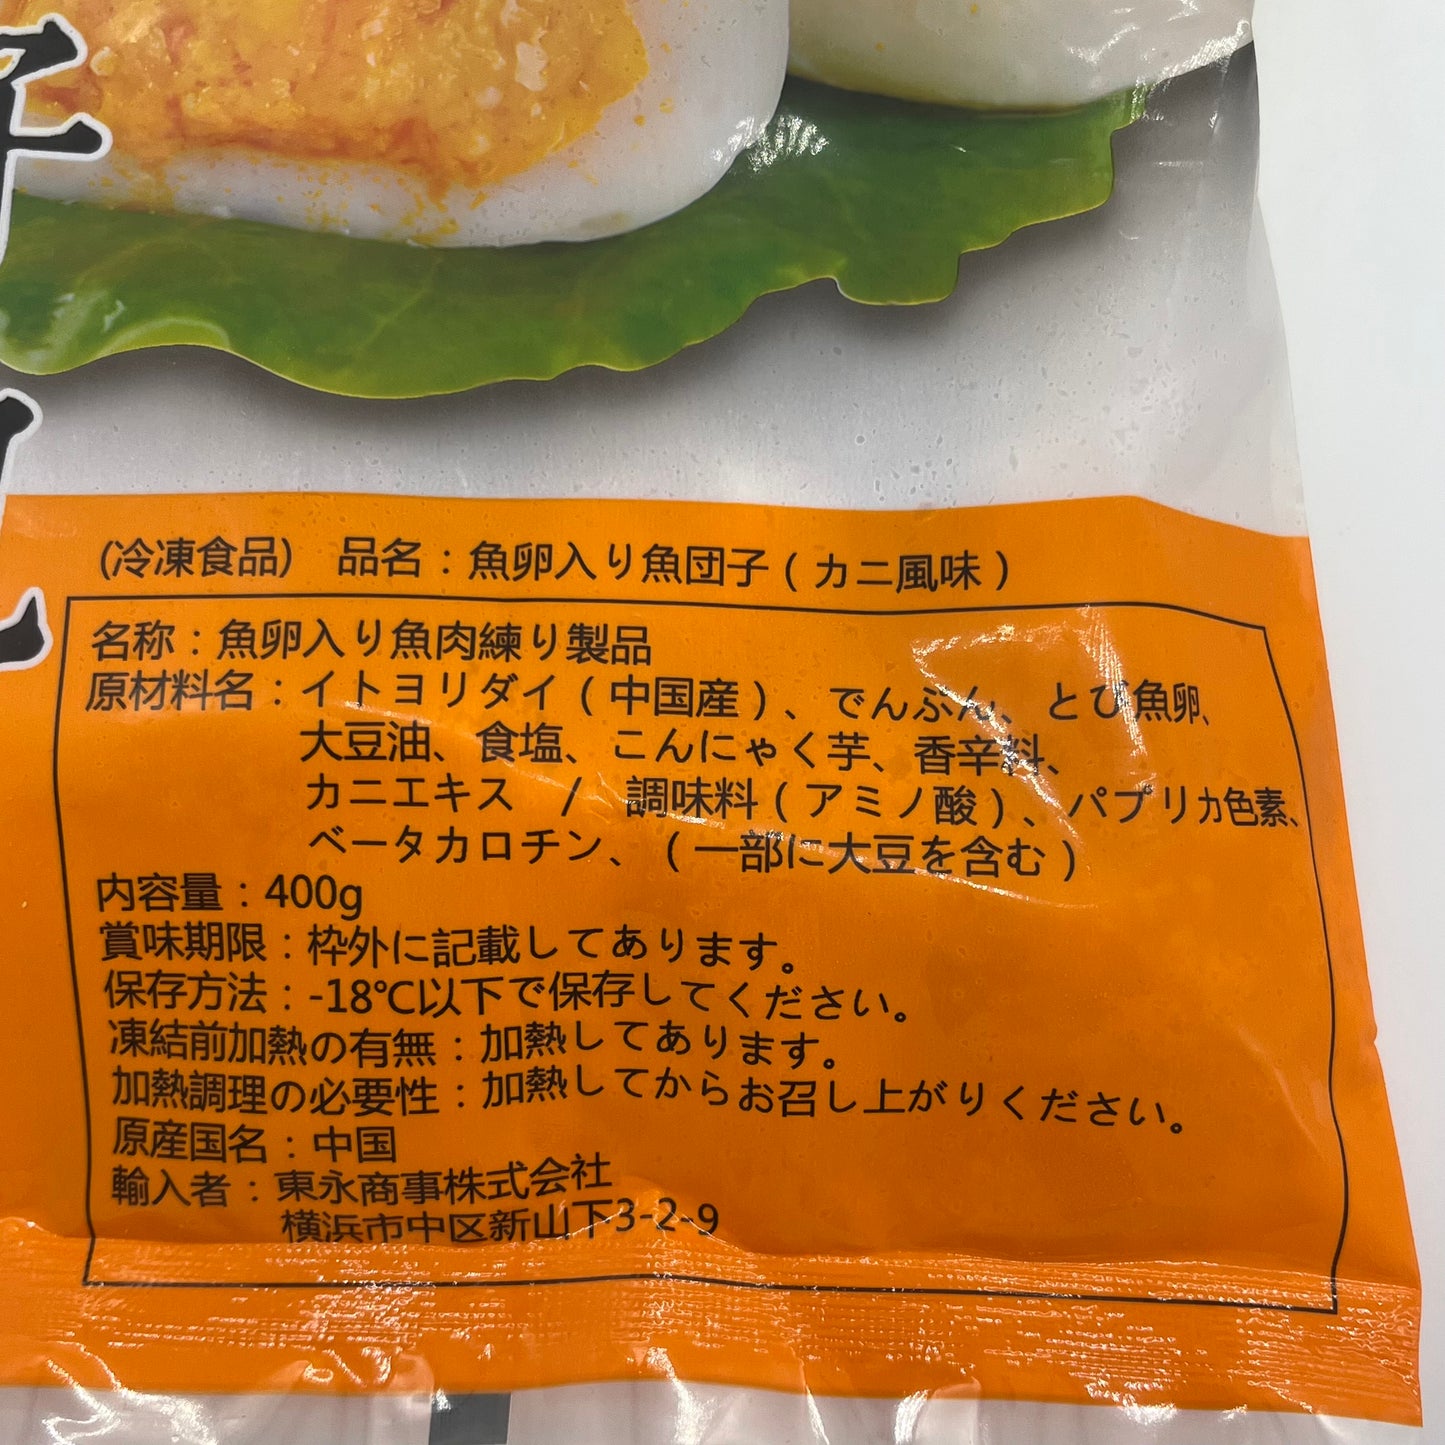 子
(冷凍食品)　品名：魚卵入り魚団子(カニ風味)
名称：魚卵入り魚肉練り製品
原材料名：イトヨリダイ(中国産)、でんぷん、とび魚卵、
大豆油、食塩、こんにゃく芋、香辛料、
カニエキス / 調味料(アミノ酸)、パプリカ色素、
ベータカロチン、(一部に大豆を含む)
内容量：400g
賞味期限：枠外に記載してあります。
保存方法：-18℃以下で保存してください。
凍結前加熱の有無：加熱してあります。
加熱調理の必要性：加熱してからお召し上がりください。
原産国名：中国
輸入者：東永商事株式会社
横浜市中区新山下3-2-9